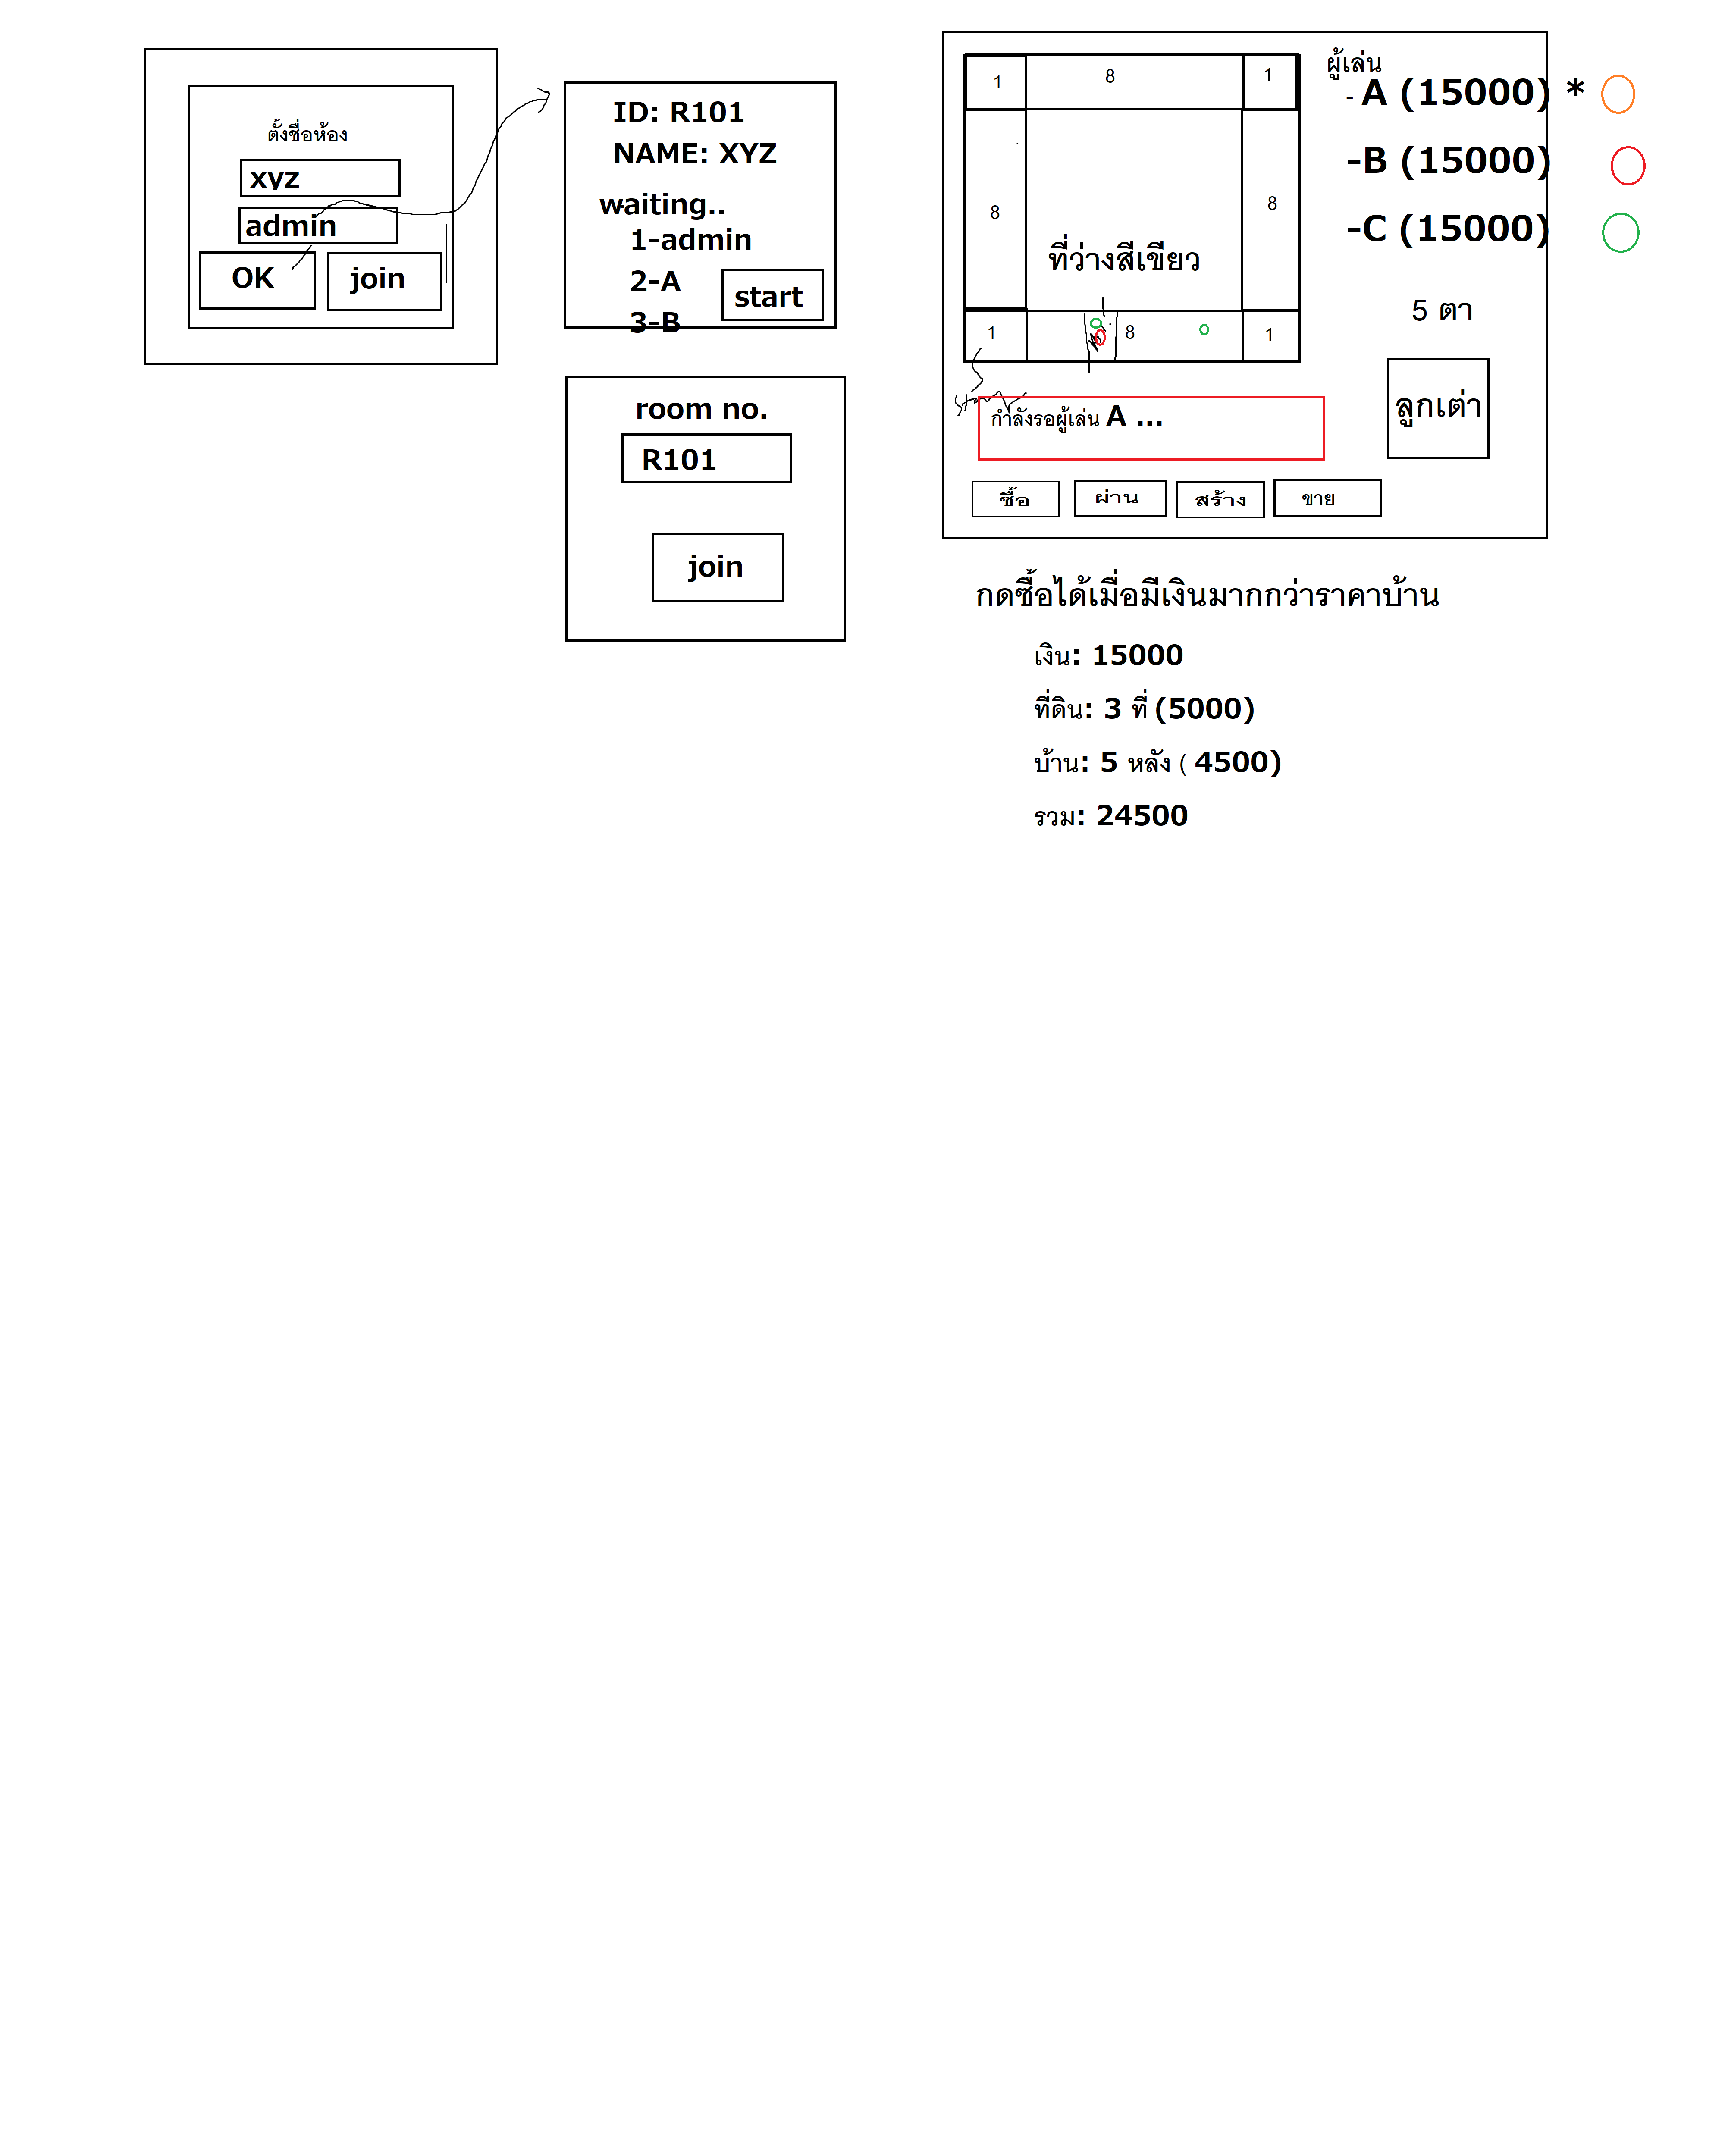 ตั้งชื่อห้อง
xyz
admin
OK
join
ID: R101
NAME: XYZ
waiting..
1-admin
2-A
3-B
start
room no.
R101
join
1
8
1
8
8
ที่ว่างสีเขียว
1
8
1
ผู้เล่น
- A (15000) *
-B (15000)
-C (15000)
5 ตา
ลูกเต่า
กำลังรอผู้เล่น A ...
ซื้อ
ผ่าน
สร้าง
ขาย
กดซื้อได้เมื่อมีเงินมากกว่าราคาบ้าน
เงิน: 15000
ที่ดิน: 3 ที่ (5000)
บ้าน: 5 หลัง ( 4500)
รวม: 24500